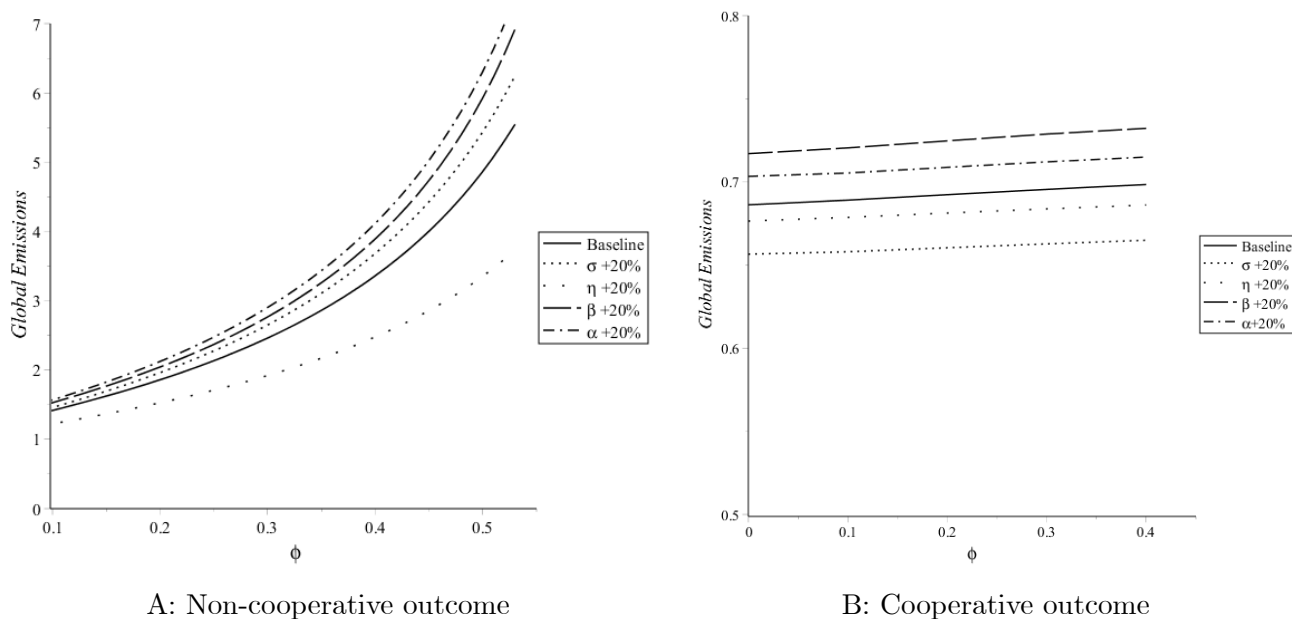 7
6
5
4
3
2
1
0
Global Emissions
0.1 0.2 0.3 0.4 0.5
ϕ
Baseline
σ +20%
η +20%
β +20%
α +20%
A: Non-cooperative outcome
0.8
0.7
0.6
0.5
Global Emissions
0 0.1 0.2 0.3 0.4
ϕ
Baseline
σ +20%
η +20%
β +20%
α+20%
B: Cooperative outcome